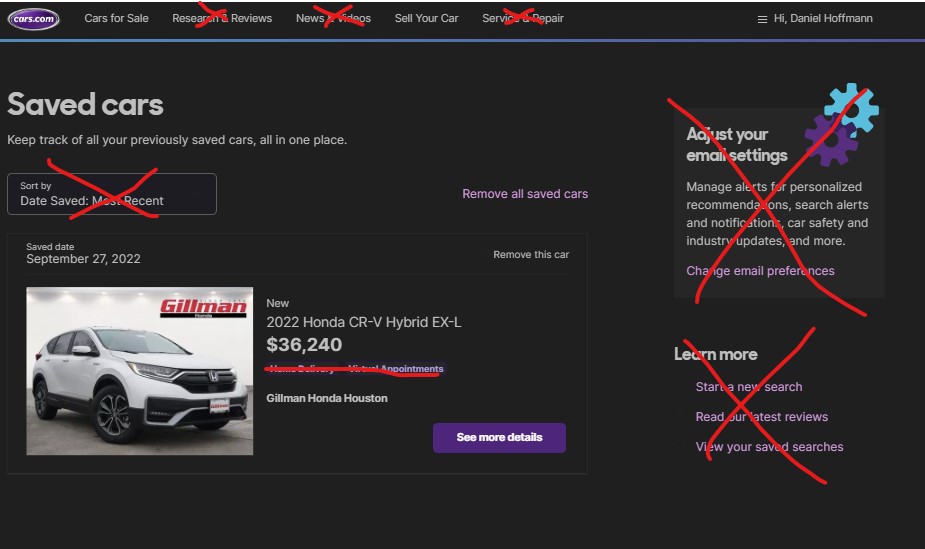 cars.com Cars for Sale Research & Reviews News & Videos Sell Your Car Service & Repair Hi, Daniel Hoffmann
Saved cars
Keep track of all your previously saved cars, all in one place.
Sort by
Date Saved: Most Recent
Remove all saved cars
Saved date
September 27, 2022
Remove this car
Gillman
Honda
New
2022 Honda CR-V Hybrid EX-L
$36,240
Home Delivery Virtual Appointments
Gillman Honda Houston
See more details
Adjust your
email settings
Manage alerts for personalized
recommendations, search alerts
and notifications, car safety and
industry updates, and more.
Change email preferences
Learn more
Start a new search
Read our latest reviews
View your saved searches